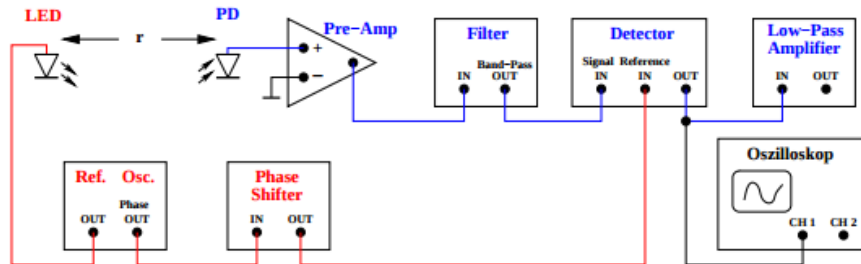 LED
PD
r
Pre-Amp
+
-
Filter
Band-Pass
IN OUT
Detector
Signal Reference
IN IN OUT
Low-Pass
Amplifier
IN OUT
Oszilloskop
CH 1 CH 2
Ref. Osc.
Phase
OUT OUT
Phase
Shifter
IN OUT